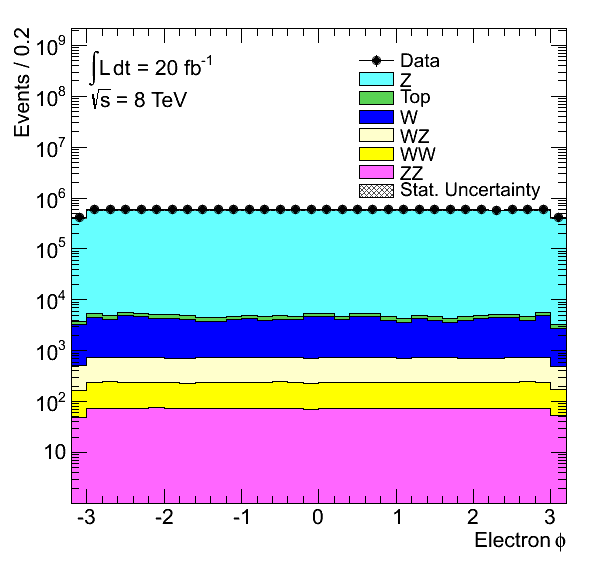 ∫L dt = 20 fb⁻¹
√s = 8 TeV
Data
Z
Top
W
WZ
WW
ZZ
Stat. Uncertainty
Events / 0.2
10⁹
10⁸
10⁷
10⁶
10⁵
10⁴
10³
10²
10
-3 -2 -1 0 1 2 3
Electron ϕ